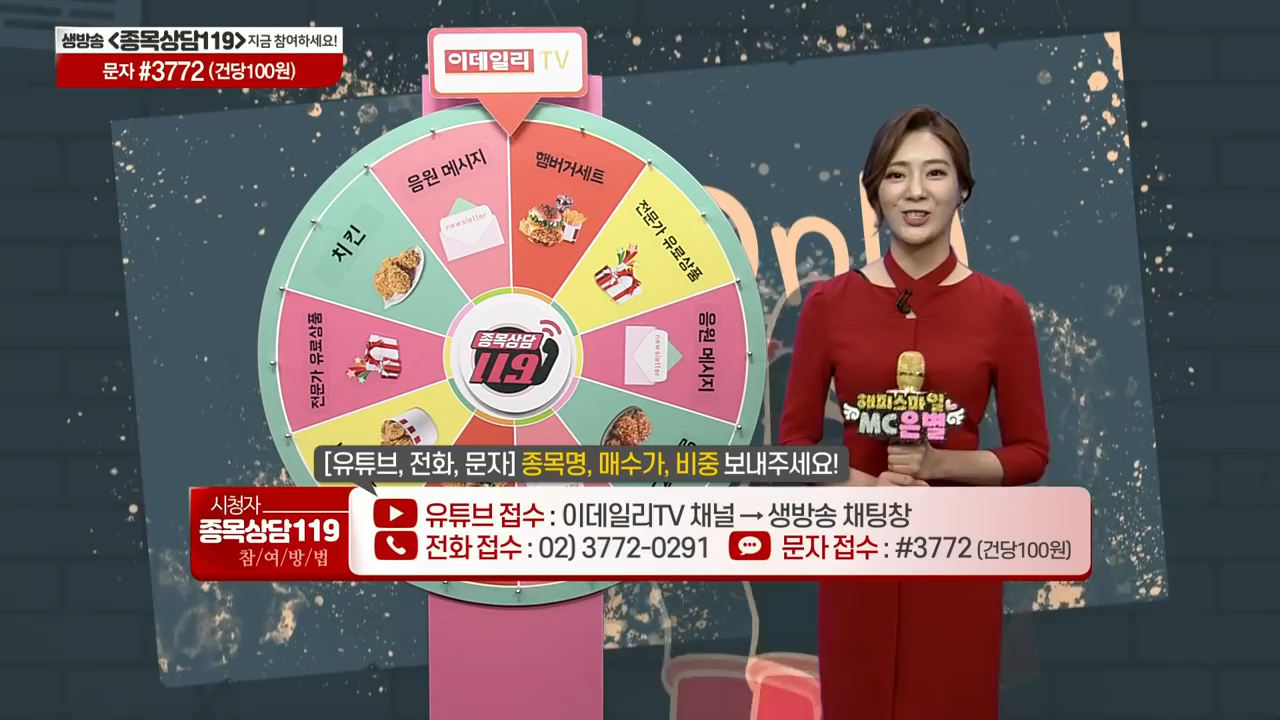 생방송 <종목상담119> 지금 참여하세요!
문자 #3772 (건당100원)
이데일리 TV
응원 메시지
햄버거세트
전문가 유료상품
치킨
newsletter
응원 메시지
newsletter
전문가 유료상품
종목상담
119
해피스마일
MC은별
[유튜브, 전화, 문자] 종목명, 매수가, 비중 보내주세요!
시청자
종목상담119
참/여/방/법
유튜브 접수 : 이데일리TV 채널 → 생방송 채팅창
전화 접수 : 02) 3772-0291 문자 접수 : #3772 (건당100원)